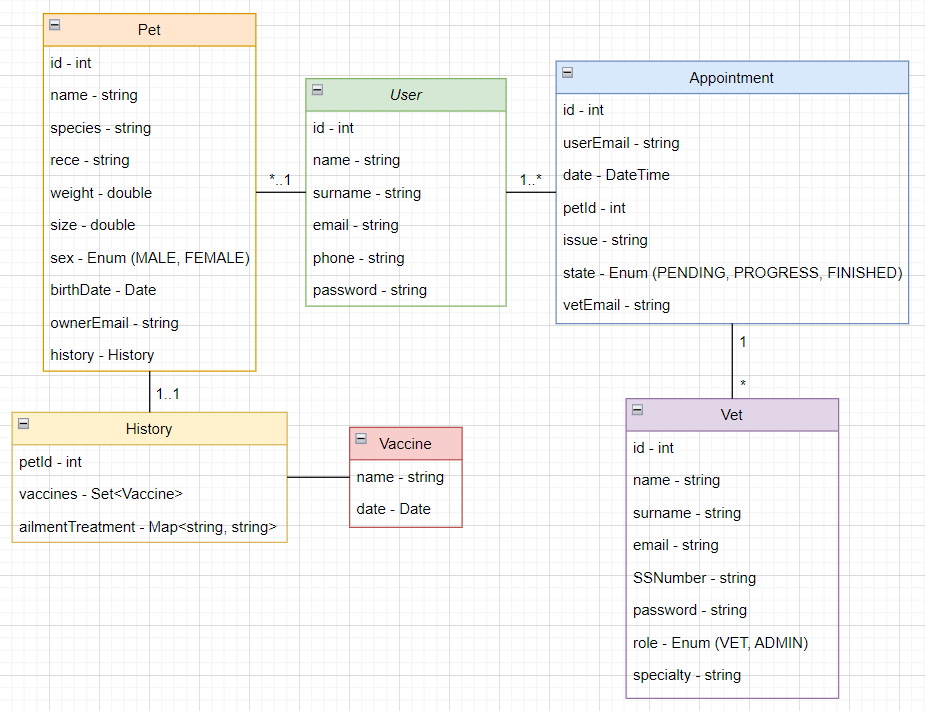 Pet
id - int
name - string
species - string
rece - string
weight - double
size - double
sex - Enum (MALE, FEMALE)
birthDate - Date
ownerEmail - string
history - History
*..1
User
id - int
name - string
surname - string
email - string
phone - string
password - string
1..*
Appointment
id - int
userEmail - string
date - DateTime
petId - int
issue - string
state - Enum (PENDING, PROGRESS, FINISHED)
vetEmail - string
1..1
History
petId - int
vaccines - Set<Vaccine>
ailmentTreatment - Map<string, string>
Vaccine
name - string
date - Date
1
*
Vet
id - int
name - string
surname - string
email - string
SSNumber - string
password - string
role - Enum (VET, ADMIN)
specialty - string